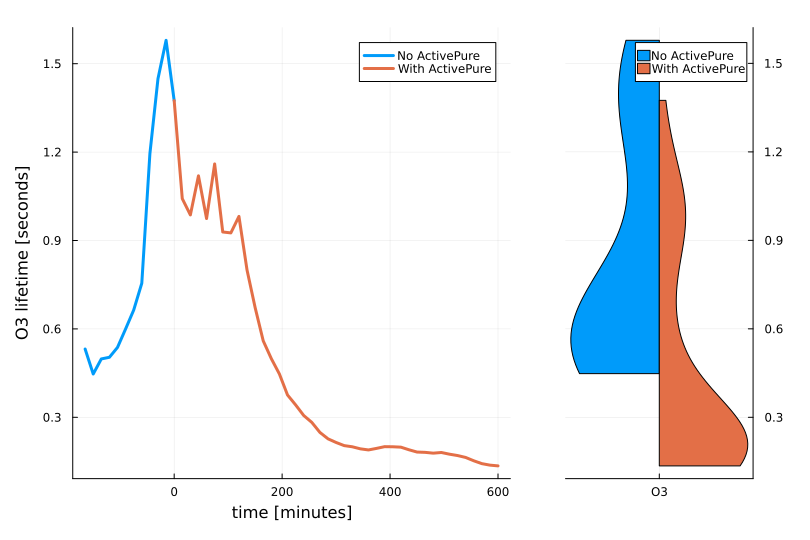 No ActivePure
With ActivePure
1.5
1.2
0.9
0.6
0.3
O3 lifetime [seconds]
0
200
400
600
time [minutes]
No ActivePure
With ActivePure
1.5
1.2
0.9
0.6
0.3
O3